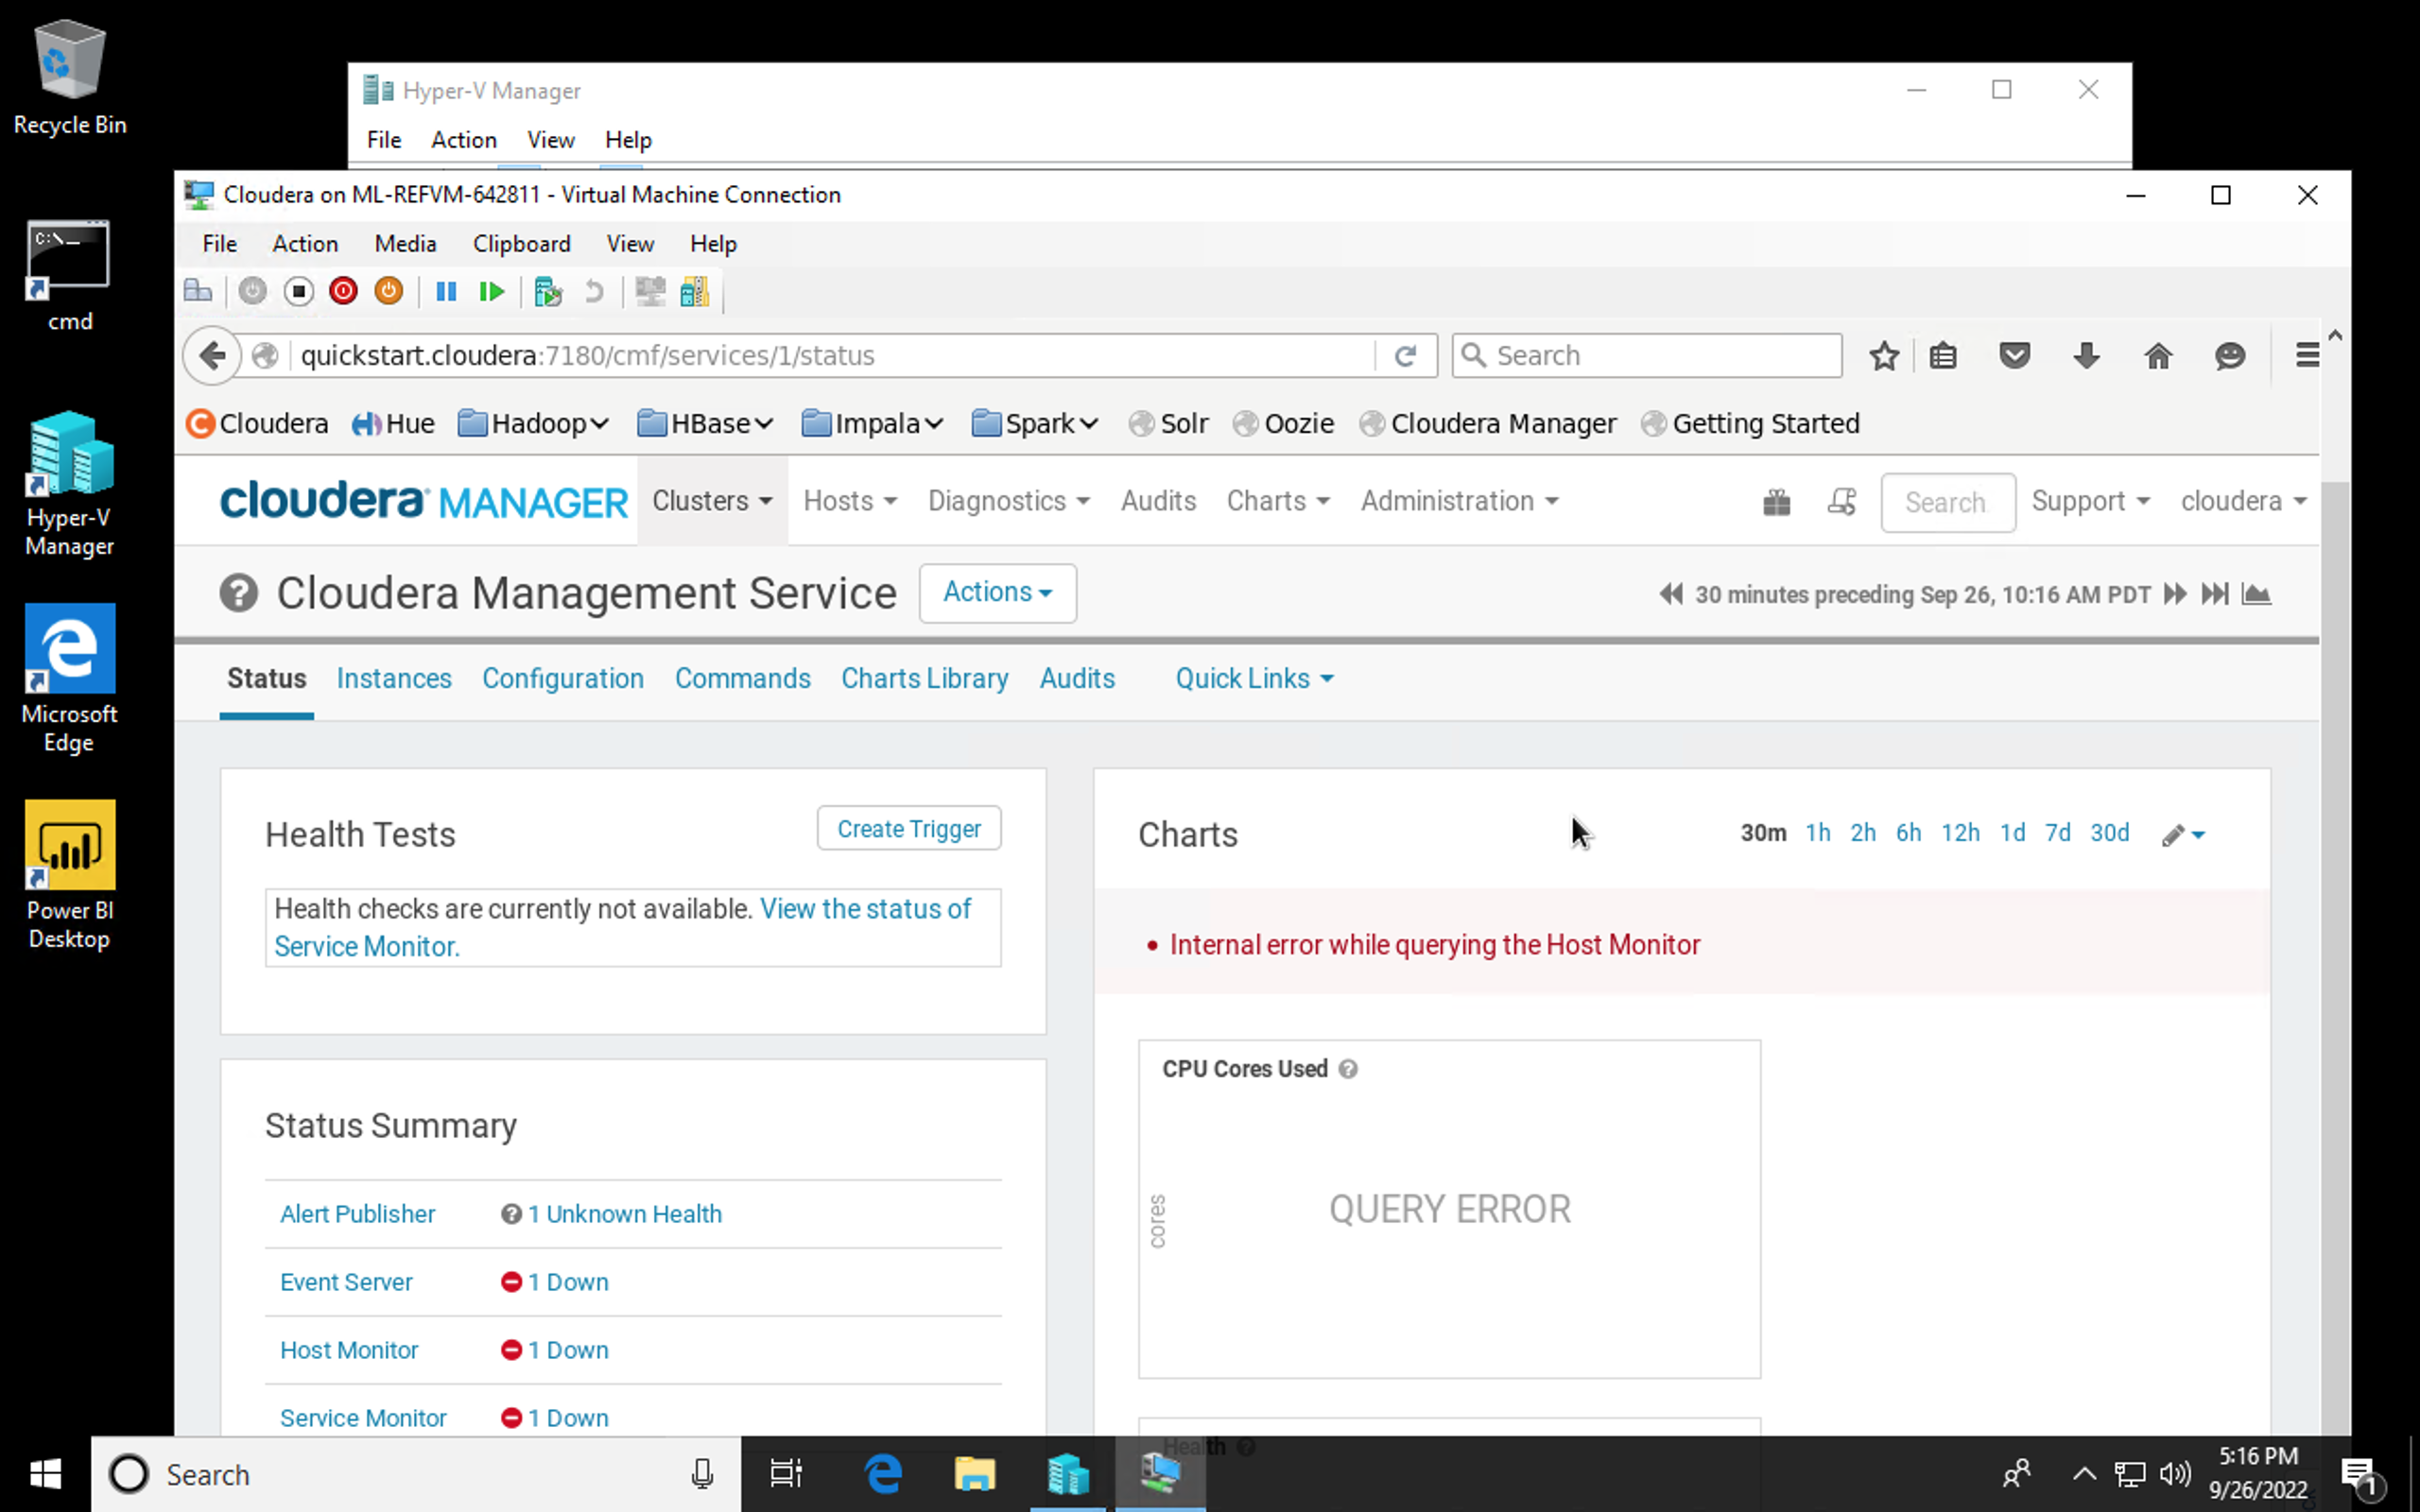 Recycle Bin
cmd
Hyper-V
Manager
Microsoft
Edge
Power BI
Desktop
Hyper-V Manager
File Action View Help
Cloudera on ML-REFVM-642811 - Virtual Machine Connection
File Action Media Clipboard View Help
quickstart.cloudera:7180/cmf/services/1/status
Search
Cloudera Hue Hadoop HBase Impala Spark Solr Oozie Cloudera Manager Getting Started
cloudera MANAGER Clusters Hosts Diagnostics Audits Charts Administration Search Support cloudera
Cloudera Management Service Actions 30 minutes preceding Sep 26, 10:16 AM PDT
Status Instances Configuration Commands Charts Library Audits Quick Links
Health Tests Create Trigger
Health checks are currently not available. View the status of
Service Monitor.
Status Summary
Alert Publisher 1 Unknown Health
Event Server 1 Down
Host Monitor 1 Down
Service Monitor 1 Down
Charts 30m 1h 2h 6h 12h 1d 7d 30d
• Internal error while querying the Host Monitor
CPU Cores Used
cores
QUERY ERROR
Health
Search
5:16 PM
9/26/2022
1